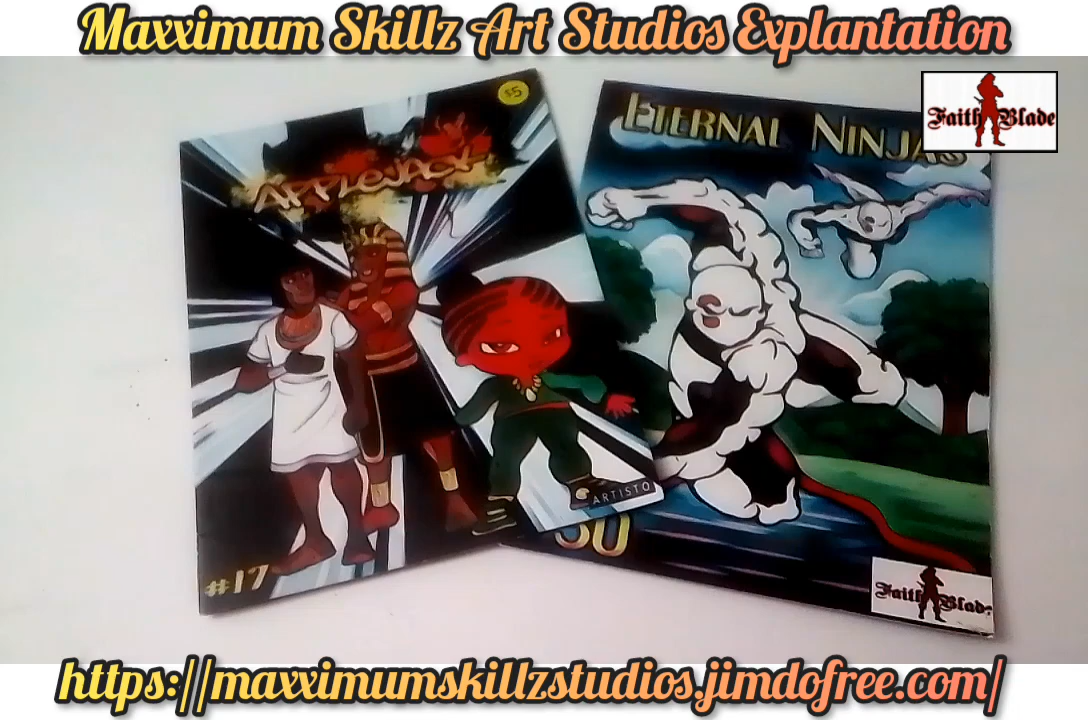 Maxximum Skillz Art Studios Explantation
$5
APPLEJACK
ETERNAL NINJAS
Faith Blade
ARTISTO
#17
30
Faith Blade
https://maxximumskillzstudios.jimdofree.com/